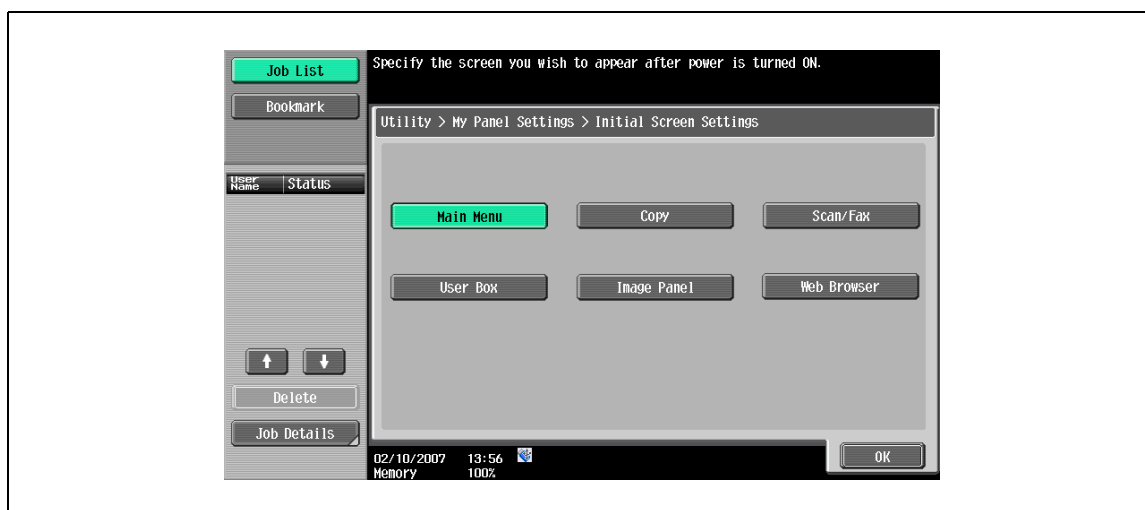 Job List
Bookmark
User Name Status
Delete
Job Details
Specify the screen you wish to appear after power is turned ON.
Utility > My Panel Settings > Initial Screen Settings
Main Menu Copy Scan/Fax
User Box Image Panel Web Browser
02/10/2007 13:56
Memory 100%
OK